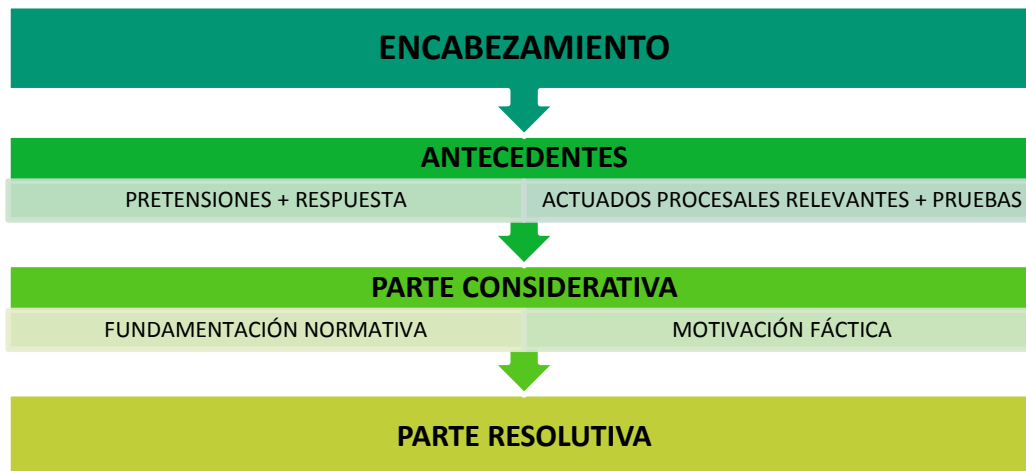 ENCABEZAMIENTO
ANTECEDENTES
PRETENSIONES + RESPUESTA
ACTUADOS PROCESALES RELEVANTES + PRUEBAS
PARTE CONSIDERATIVA
FUNDAMENTACIÓN NORMATIVA
MOTIVACIÓN FÁCTICA
PARTE RESOLUTIVA